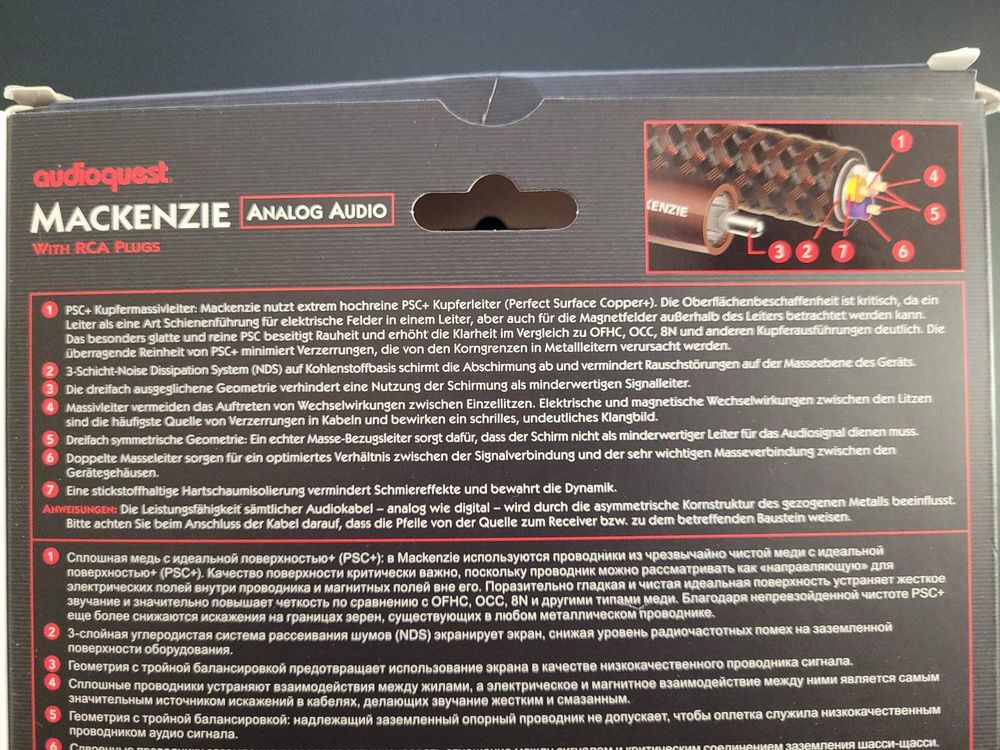 audioquest
MACKENZIE ANALOG AUDIO
WITH RCA PLUGS
KENZIE
1
4
5
3 2 7 6
1 PSC+ Kupfermassivleiter: Mackenzie nutzt extrem hochreine PSC+ Kupferleiter (Perfect Surface Copper+). Die Oberflächenbeschaffenheit ist kritisch, da ein
Leiter als eine Art Schienenführung für elektrische Felder in einem Leiter, aber auch für die Magnetfelder außerhalb des Leiters betrachtet werden kann.
Das besonders glatte und reine PSC beseitigt Rauheit und erhöht die Klarheit im Vergleich zu OFHC, OCC, 8N und anderen Kupferausführungen deutlich. Die
überragende Reinheit von PSC+ minimiert Verzerrungen, die von den Korngrenzen in Metallleitern verursacht werden.
2 3-Schicht-Noise Dissipation System (NDS) auf Kohlenstoffbasis schirmt die Abschirmung ab und vermindert Rauschstörungen auf der Masseebene des Geräts.
3 Die dreifach ausgeglichene Geometrie verhindert eine Nutzung der Schirmung als minderwertigen Signalleiter.
4 Massivleiter vermeiden das Auftreten von Wechselwirkungen zwischen Einzellitzen. Elektrische und magnetische Wechselwirkungen zwischen den Litzen
sind die häufigste Quelle von Verzerrungen in Kabeln und bewirken ein schrilles, undeutliches Klangbild.
5 Dreifach symmetrische Geometrie: Ein echter Masse-Bezugsleiter sorgt dafür, dass der Schirm nicht als minderwertiger Leiter für das Audiosignal dienen muss.
6 Doppelte Masseleiter sorgen für ein optimiertes Verhältnis zwischen der Signalverbindung und der sehr wichtigen Masseverbindung zwischen den
Gerätegehäusen.
7 Eine stickstoffhaltige Hartschaumisolierung vermindert Schmiereffekte und bewahrt die Dynamik.
ANWEISUNGEN: Die Leistungsfähigkeit sämtlicher Audiokabel – analog wie digital – wird durch die asymmetrische Kornstruktur des gezogenen Metalls beeinflusst.
Bitte achten Sie beim Anschluss der Kabel darauf, dass die Pfeile von der Quelle zum Receiver bzw. zu dem betreffenden Baustein weisen.
1 Сплошная медь с идеальной поверхностью+ (PSC+): в Mackenzie используются проводники из чрезвычайно чистой меди с идеальной
поверхностью+ (PSC+). Качество поверхности критически важно, поскольку проводник можно рассматривать как «направляющую» для
электрических полей внутри проводника и магнитных полей вне его. Поразительно гладкая и чистая идеальная поверхность устраняет жесткое
звучание и значительно повышает четкость по сравнению с OFHC, OCC, 8N и другими типами меди. Благодаря непревзойденной чистоте PSC+
еще более снижаются искажения на границах зерен, существующих в любом металлическом проводнике.
2 3-слойная углеродистая система рассеивания шумов (NDS) экранирует экран, снижая уровень радиочастотных помех на заземленной
поверхности оборудования.
3 Геометрия с тройной балансировкой предотвращает использование экрана в качестве низкокачественного проводника сигнала.
4 Сплошные проводники устраняют взаимодействия между жилами, а электрическое и магнитное взаимодействие между ними является самым
значительным источником искажений в кабелях, делающих звучание жестким и смазанным.
5 Геометрия с тройной балансировкой: надлежащий заземленный опорный проводник не допускает, чтобы оплетка служила низкокачественным
проводником аудио сигнала.
6 Сдвоенные между сигналом и критическим соединением заземления шасси-шасси.